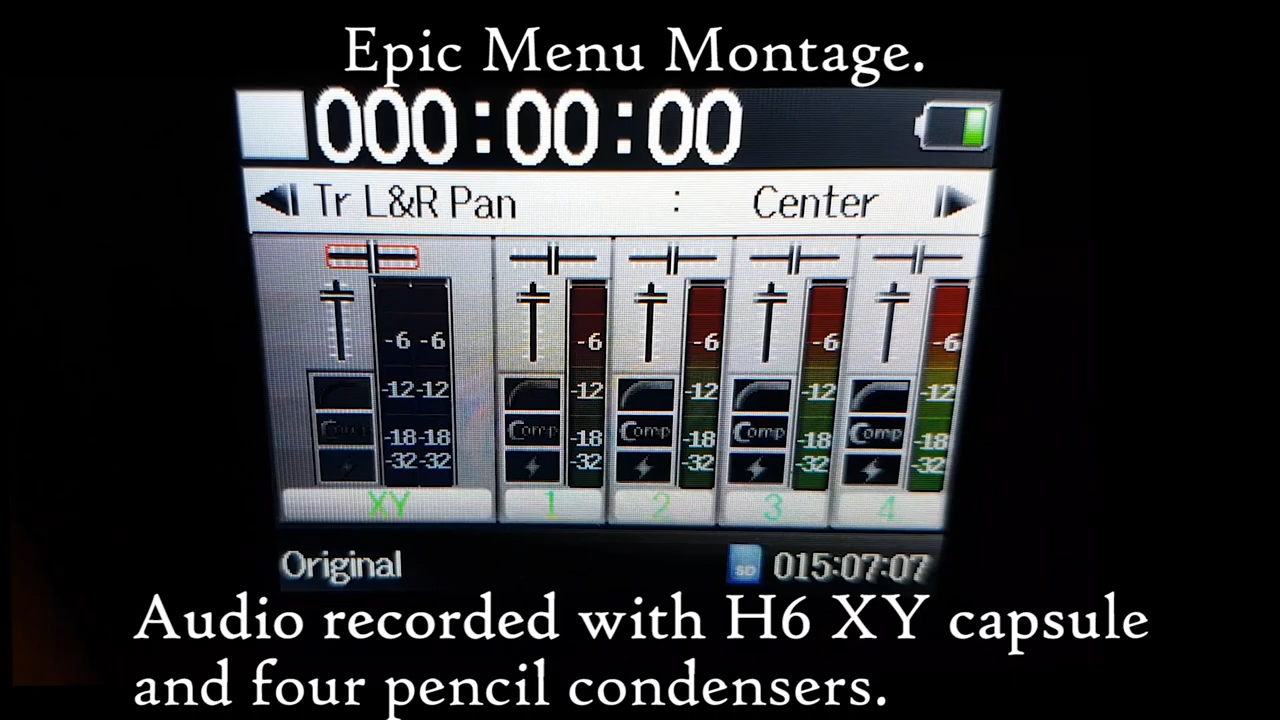 Epic Menu Montage.
000:00:00
Tr L&R Pan : Center
-6 -6 -6 -6 -6 -6
-12 -12 -12 -12 -12 -12
Comp Comp Comp Comp Comp
-18 -18 -18 -18 -18 -18
-32 -32 -32 -32 -32 -32
XY 1 2 3 4
Original SD 015:07:07
Audio recorded with H6 XY capsule
and four pencil condensers.